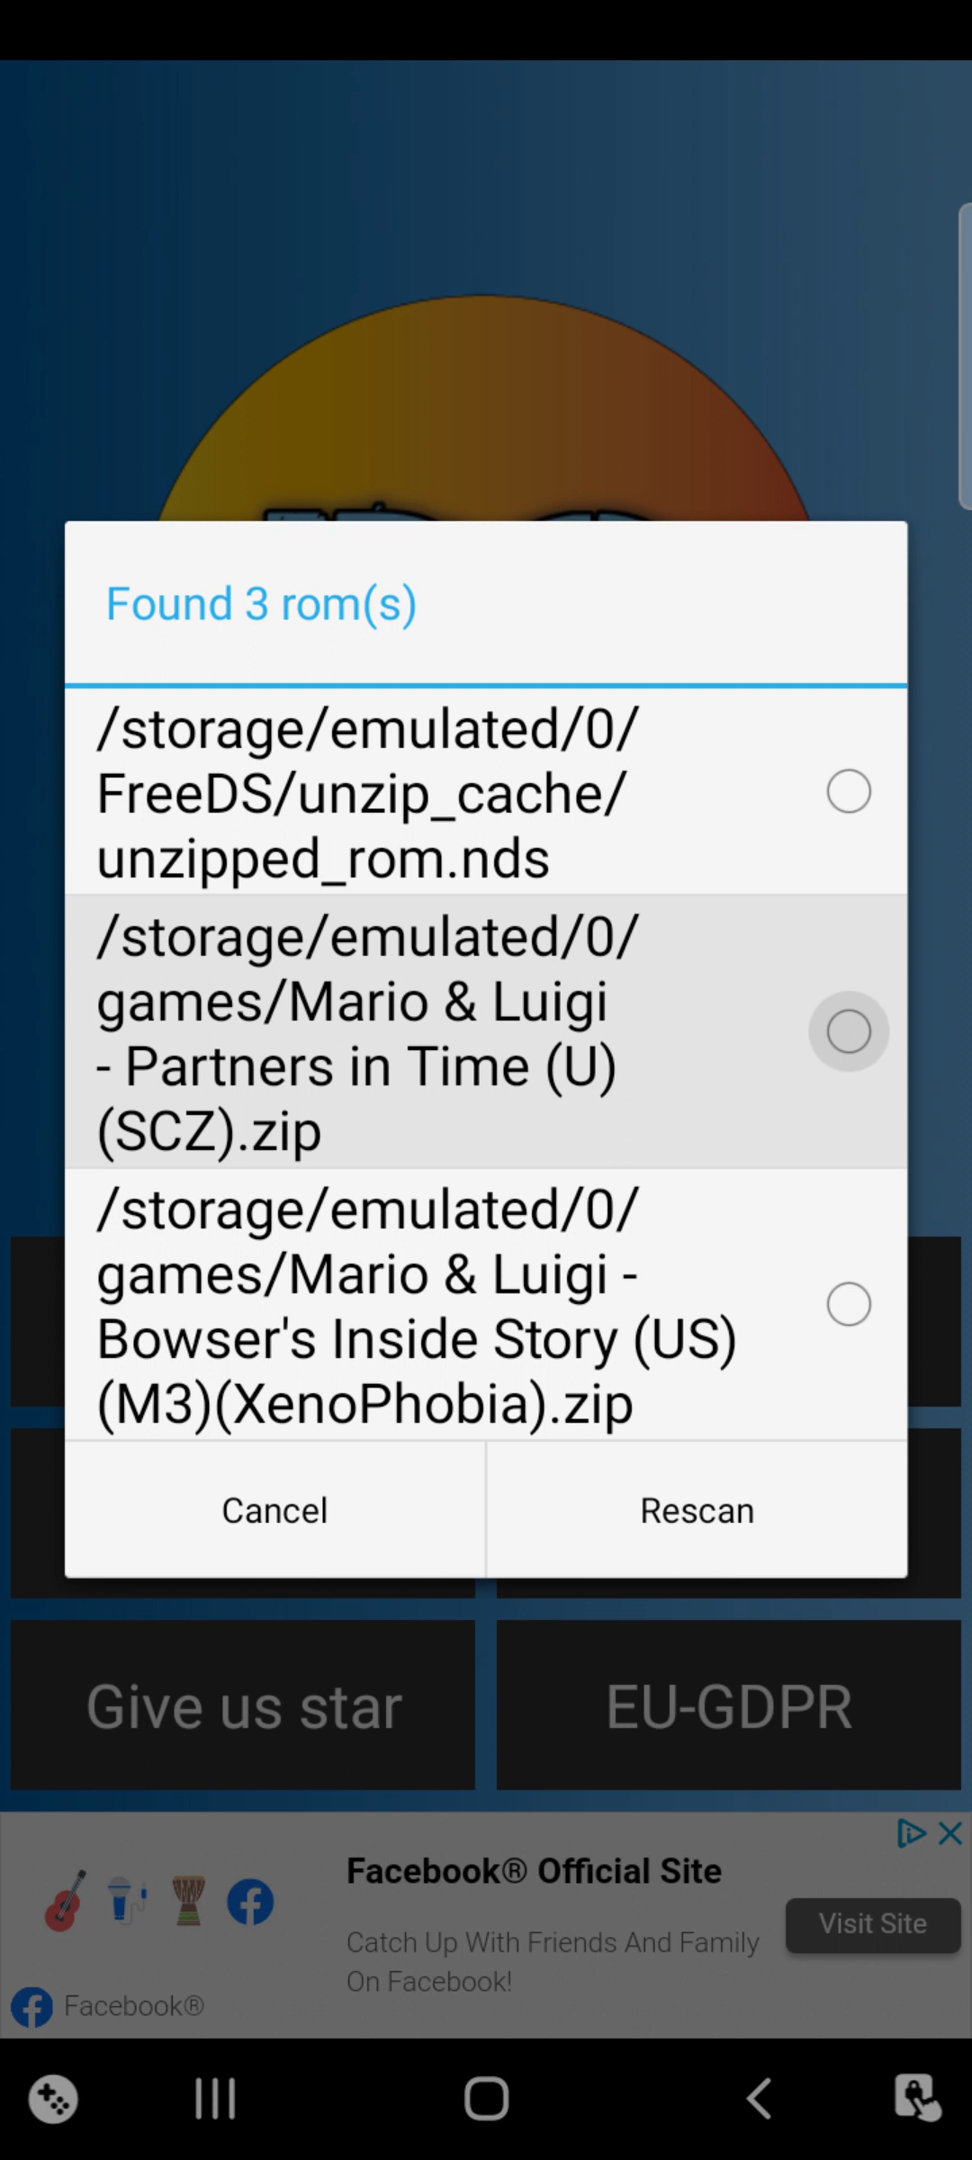 Found 3 rom(s)
/storage/emulated/0/
FreeDS/unzip_cache/
unzipped_rom.nds
/storage/emulated/0/
games/Mario & Luigi
- Partners in Time (U)
(SCZ).zip
/storage/emulated/0/
games/Mario & Luigi -
Bowser's Inside Story (US)
(M3)(XenoPhobia).zip
Cancel
Rescan
Give us star
EU-GDPR
Facebook® Official Site
Catch Up With Friends And Family
On Facebook!
Visit Site
Facebook®